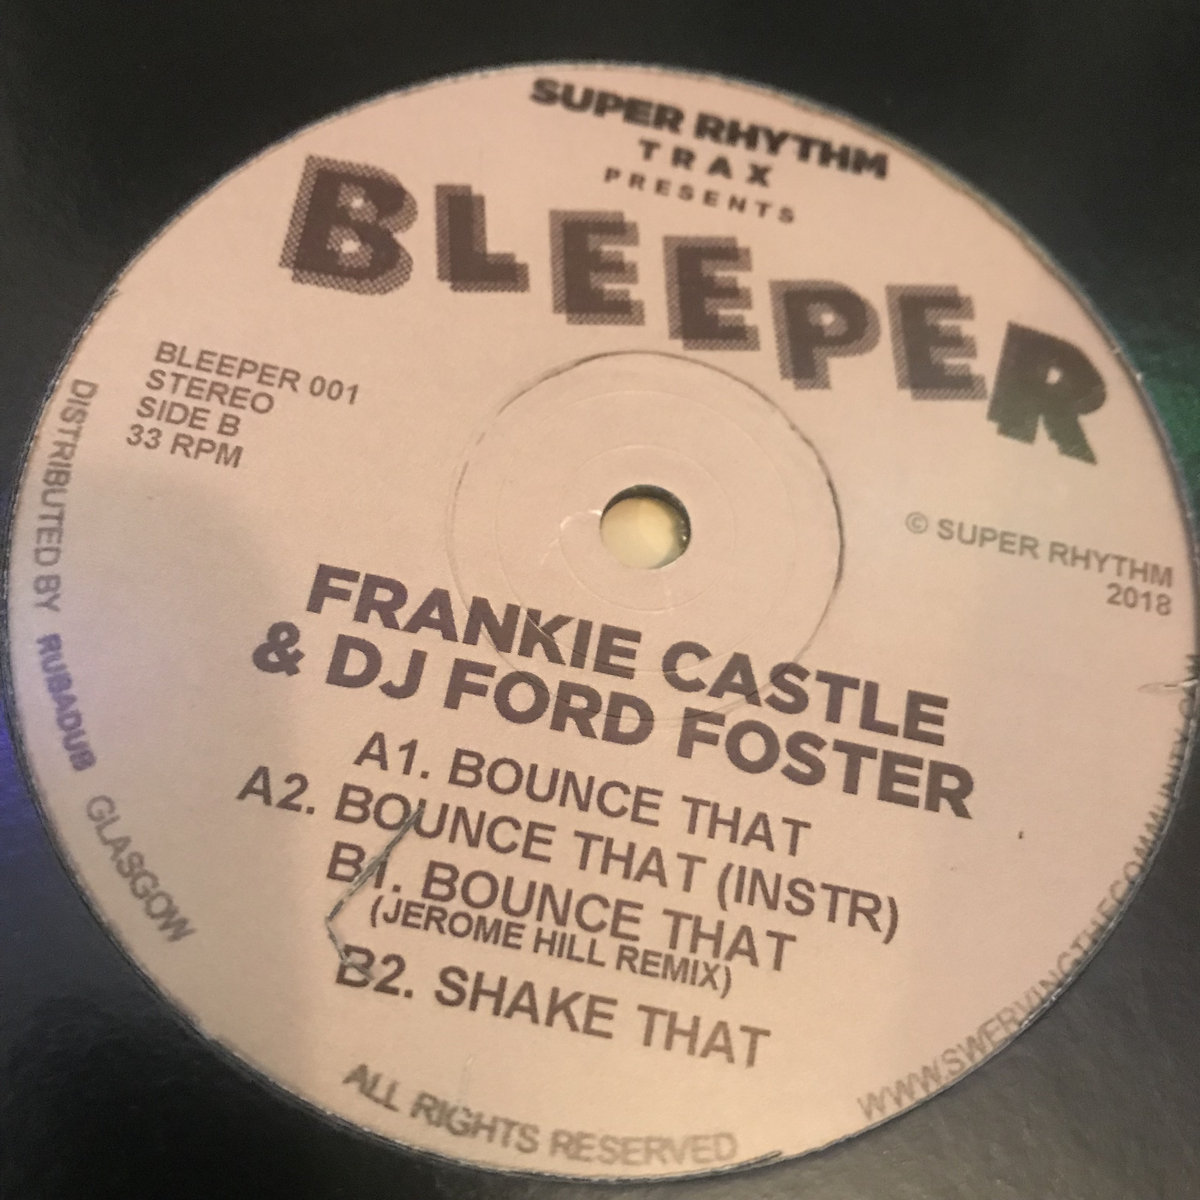 SUPER RHYTHM
TRAX
PRESENTS
BLEEPER
BLEEPER 001
STEREO
SIDE B
33 RPM
© SUPER RHYTHM
2018
FRANKIE CASTLE
& DJ FORD FOSTER
A1. BOUNCE THAT
A2. BOUNCE THAT (INSTR)
B1. BOUNCE THAT
(JEROME HILL REMIX)
B2. SHAKE THAT
DISTRIBUTED BY RUBADUB GLASGOW
ALL RIGHTS RESERVED